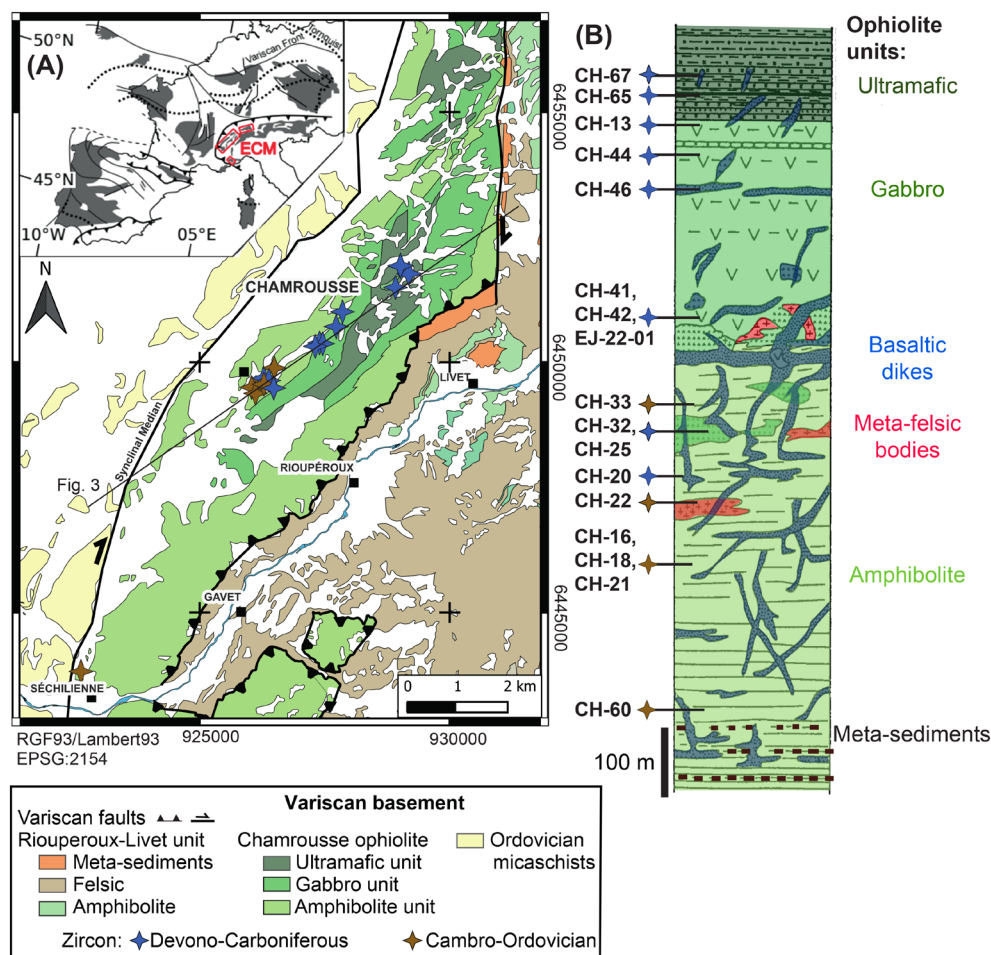 (A)
50°N
45°N
10°W
05°E
Variscan Front
Tornquist
ECM
N
CHAMROUSSE
Synclinal Médian
Fig. 3
LIVET
RIOUPÉROUX
GAVET
SÉCHILIENNE
0 1 2 km
6455000
6450000
6445000
925000
930000
RGF93/Lambert93
EPSG:2154
(B)
Ophiolite
units:
CH-67
CH-65
CH-13
CH-44
CH-46
CH-41,
CH-42,
EJ-22-01
CH-33
CH-32,
CH-25
CH-20
CH-22
CH-16,
CH-18,
CH-21
CH-60
100 m
Ultramafic
Gabbro
Basaltic
dikes
Meta-felsic
bodies
Amphibolite
Meta-sediments
Variscan basement
Variscan faults
Riouperoux-Livet unit
Meta-sediments
Felsic
Amphibolite
Chamrousse ophiolite
Ultramafic unit
Gabbro unit
Amphibolite unit
Ordovician
micaschists
Zircon:
Devono-Carboniferous
Cambro-Ordovician